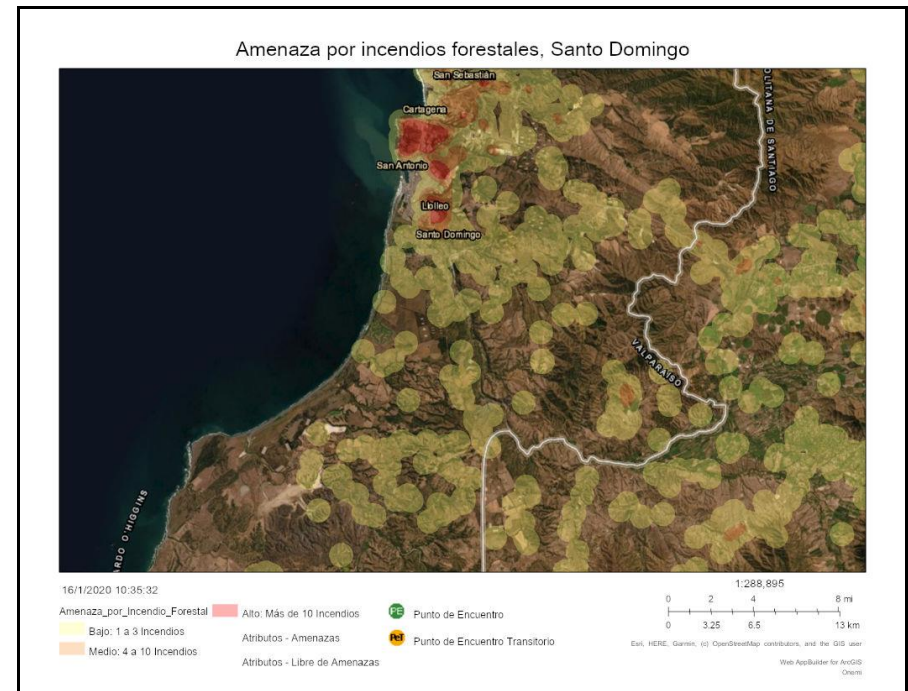 Amenaza por incendios forestales, Santo Domingo
San Sebastián
Cartagena
San Antonio
Llolleo
Santo Domingo
OLITANA DE SANTIAGO
VALPARAÍSO
ARDO O'HIGGINS
16/1/2020 10:35:32
Amenaza_por_Incendio_Forestal
Bajo: 1 a 3 Incendios
Medio: 4 a 10 Incendios
Alto: Más de 10 Incendios
Atributos - Amenazas
Atributos - Libre de Amenazas
PE Punto de Encuentro
PeT Punto de Encuentro Transitorio
1:288,895
0 2 4 8 mi
0 3.25 6.5 13 km
Esri, HERE, Garmin, (c) OpenStreetMap contributors, and the GIS user
Web AppBuilder for ArcGIS
Onemi